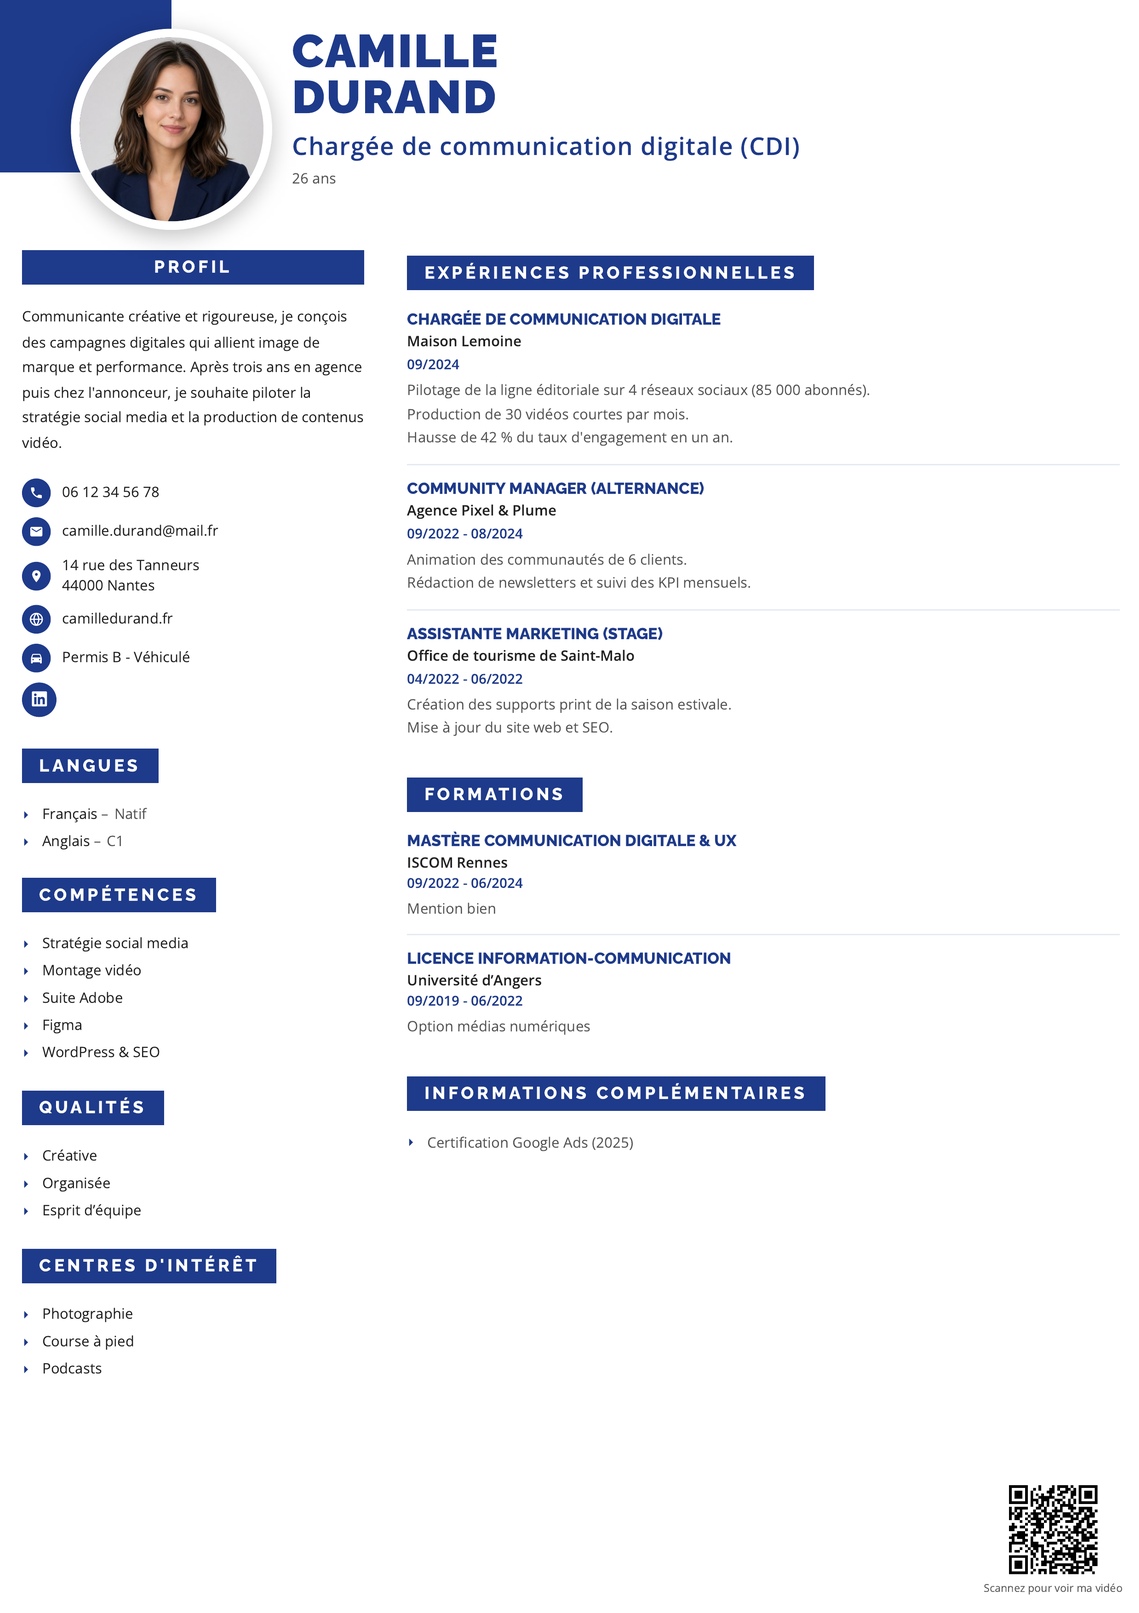 CAMILLE
DURAND
Chargée de communication digitale (CDI)
26 ans
PROFIL
Communicante créative et rigoureuse, je conçois
des campagnes digitales qui allient image de
marque et performance. Après trois ans en agence
puis chez l'annonceur, je souhaite piloter la
stratégie social media et la production de contenus
vidéo.
06 12 34 56 78
camille.durand@mail.fr
14 rue des Tanneurs
44000 Nantes
camilledurand.fr
Permis B - Véhiculé
in
LANGUES
Français – Natif
Anglais – C1
COMPÉTENCES
Stratégie social media
Montage vidéo
Suite Adobe
Figma
WordPress & SEO
QUALITÉS
Créative
Organisée
Esprit d’équipe
CENTRES D'INTÉRÊT
Photographie
Course à pied
Podcasts
EXPÉRIENCES PROFESSIONNELLES
CHARGÉE DE COMMUNICATION DIGITALE
Maison Lemoine
09/2024
Pilotage de la ligne éditoriale sur 4 réseaux sociaux (85 000 abonnés).
Production de 30 vidéos courtes par mois.
Hausse de 42 % du taux d'engagement en un an.
COMMUNITY MANAGER (ALTERNANCE)
Agence Pixel & Plume
09/2022 - 08/2024
Animation des communautés de 6 clients.
Rédaction de newsletters et suivi des KPI mensuels.
ASSISTANTE MARKETING (STAGE)
Office de tourisme de Saint-Malo
04/2022 - 06/2022
Création des supports print de la saison estivale.
Mise à jour du site web et SEO.
FORMATIONS
MASTÈRE COMMUNICATION DIGITALE & UX
ISCOM Rennes
09/2022 - 06/2024
Mention bien
LICENCE INFORMATION-COMMUNICATION
Université d’Angers
09/2019 - 06/2022
Option médias numériques
INFORMATIONS COMPLÉMENTAIRES
Certification Google Ads (2025)
Scannez pour voir ma vidéo